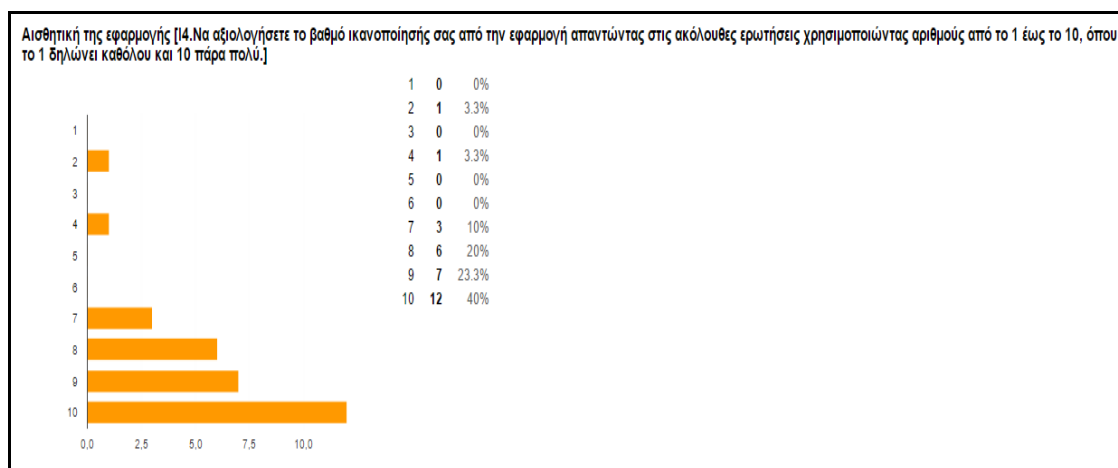 Αισθητική της εφαρμογής [Ι4.Να αξιολογήσετε το βαθμό ικανοποίησής σας από την εφαρμογή απαντώντας στις ακόλουθες ερωτήσεις χρησιμοποιώντας αριθμούς από το 1 έως το 10, όπου
το 1 δηλώνει καθόλου και 10 πάρα πολύ.]
1 0 0%
2 1 3.3%
3 0 0%
4 1 3.3%
5 0 0%
6 0 0%
7 3 10%
8 6 20%
9 7 23.3%
10 12 40%
1
2
3
4
5
6
7
8
9
10
0,0 2,5 5,0 7,5 10,0